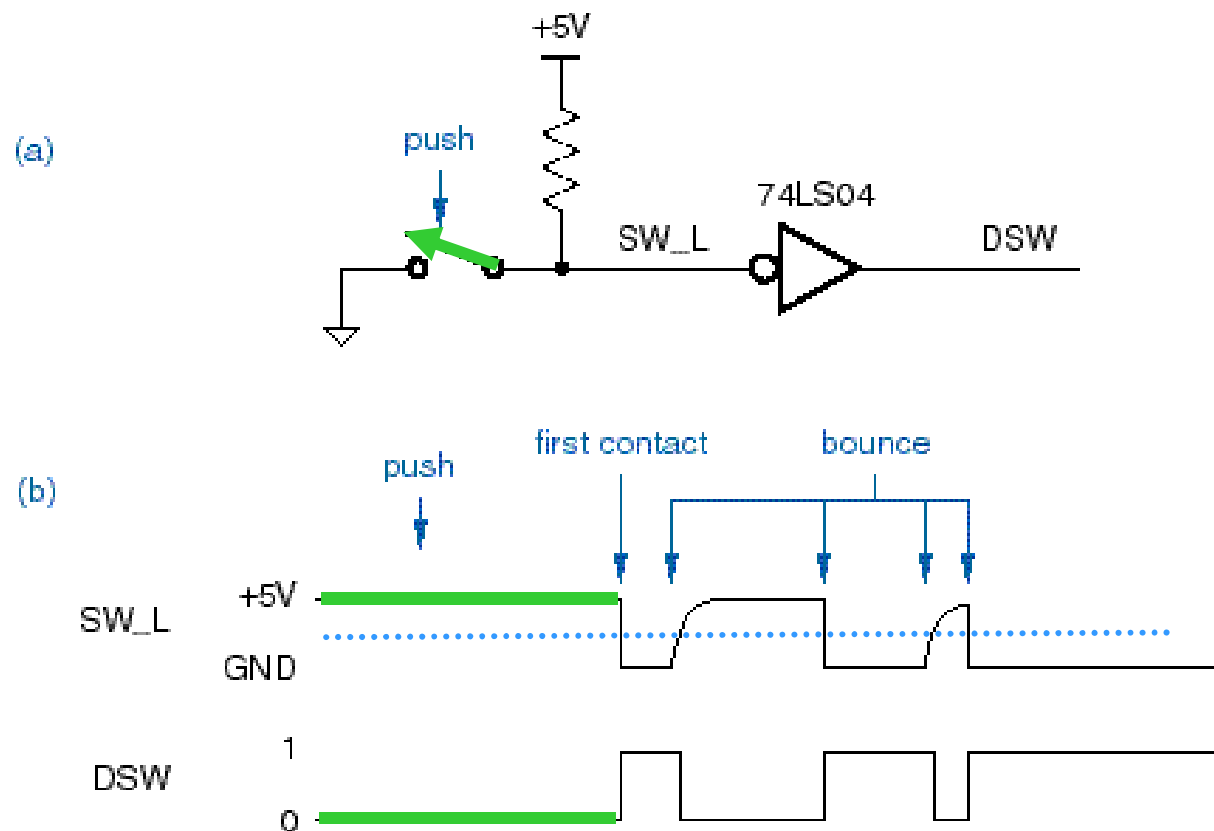 +5V
(a)
push
74LS04
SW_L
DSW
first contact
bounce
push
(b)
+5V
SW_L
GND
1
DSW
0